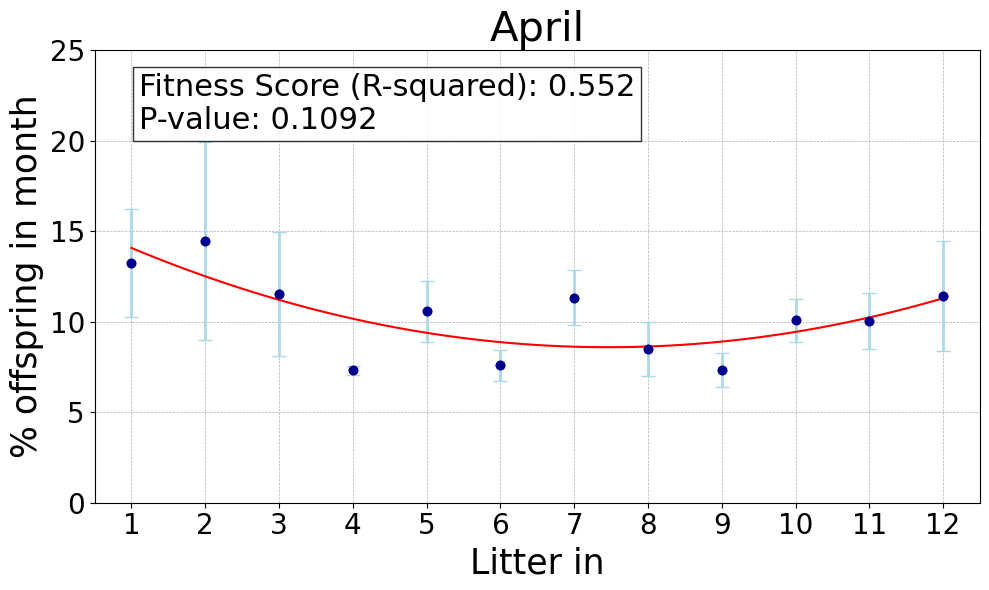 April
Fitness Score (R-squared): 0.552
P-value: 0.1092
% offspring in month
25
20
15
10
5
0
1 2 3 4 5 6 7 8 9 10 11 12
Litter in